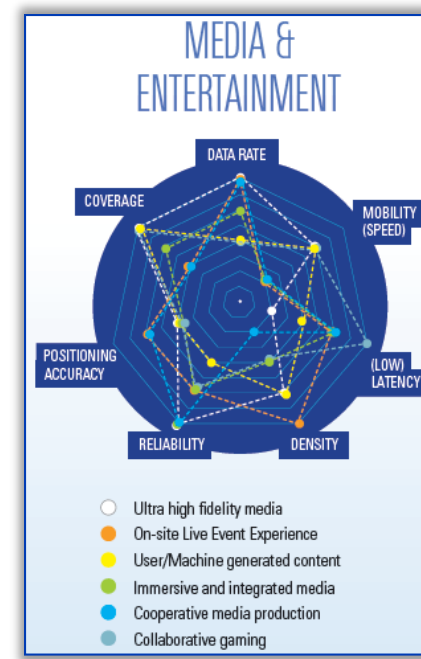 MEDIA &
ENTERTAINMENT
DATA RATE
COVERAGE
MOBILITY
(SPEED)
POSITIONING
ACCURACY
(LOW)
LATENCY
RELIABILITY
DENSITY
Ultra high fidelity media
On-site Live Event Experience
User/Machine generated content
Immersive and integrated media
Cooperative media production
Collaborative gaming